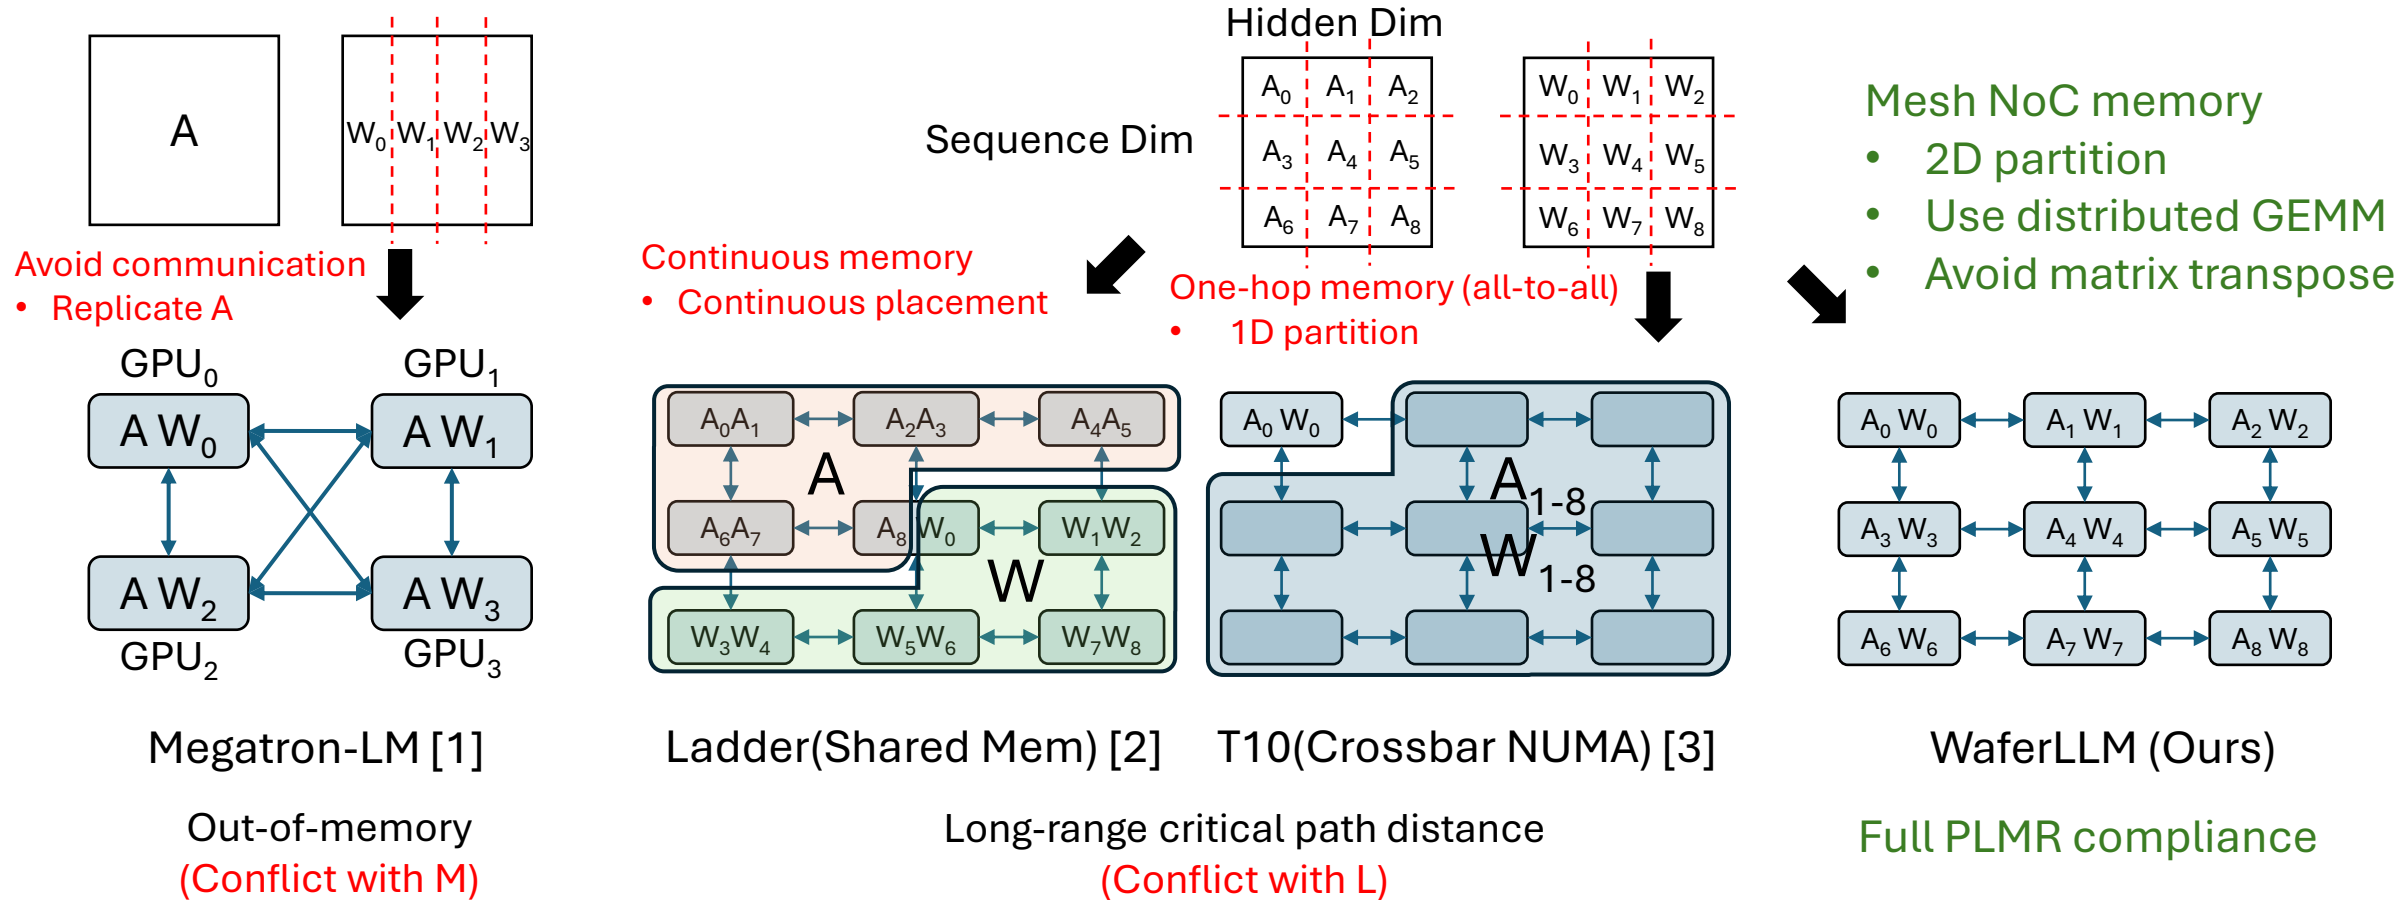 A
W0 W1 W2 W3
Avoid communication
• Replicate A
GPU0 GPU1
A W0 A W1
A W2 A W3
GPU2 GPU3
Megatron-LM [1]
Out-of-memory
(Conflict with M)
Hidden Dim
Sequence Dim
A0 A1 A2
A3 A4 A5
A6 A7 A8
W0 W1 W2
W3 W4 W5
W6 W7 W8
Continuous memory
• Continuous placement
A0A1 A2A3 A4A5
A
A6A7 A8 W0 W1W2
W
W3W4 W5W6 W7W8
Ladder(Shared Mem) [2]
One-hop memory (all-to-all)
• 1D partition
A0 W0
A1-8
W1-8
T10(Crossbar NUMA) [3]
Long-range critical path distance
(Conflict with L)
Mesh NoC memory
• 2D partition
• Use distributed GEMM
• Avoid matrix transpose
A0 W0 A1 W1 A2 W2
A3 W3 A4 W4 A5 W5
A6 W6 A7 W7 A8 W8
WaferLLM (Ours)
Full PLMR compliance